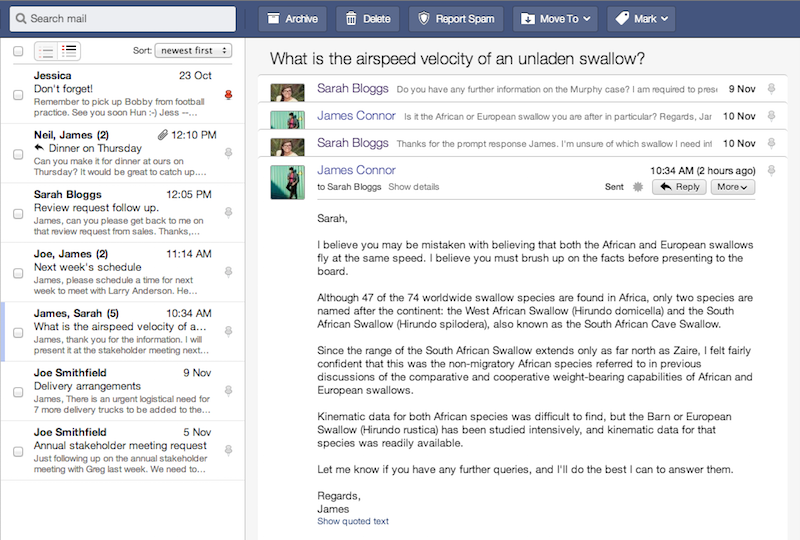 Search mail
Archive
Delete
Report Spam
Move To
Mark
Sort: newest first
Jessica 23 Oct
Don't forget!
Remember to pick up Bobby from football
practice. See you soon Hun :-) Jess --...
Neil, James (2) 12:10 PM
Dinner on Thursday
Can you make it for dinner at ours on
Thursday? It would be great to catch up....
Sarah Bloggs 12:05 PM
Review request follow up.
James, can you please get back to me on
that review request from sales. Thanks,...
Joe, James (2) 11:14 AM
Next week's schedule
James, please schedule a time for next
week to meet with Larry Anderson. He...
James, Sarah (5) 10:34 AM
What is the airspeed velocity of a...
James, thank you for the information. I will
present it at the stakeholder meeting next...
Joe Smithfield 9 Nov
Delivery arrangements
James, There is an urgent logistical need for
7 more delivery trucks to be added to the...
Joe Smithfield 5 Nov
Annual stakeholder meeting request
Just following up on the annual stakeholder
meeting with Greg last week. We need to...
What is the airspeed velocity of an unladen swallow?
Sarah Bloggs Do you have any further information on the Murphy case? I am required to prese 9 Nov
James Connor Is it the African or European swallow you are after in particular? Regards, Jar 10 Nov
Sarah Bloggs Thanks for the prompt response James. I'm unsure of which swallow I need inf 10 Nov
James Connor 10:34 AM (2 hours ago)
to Sarah Bloggs Show details Sent Reply More
Sarah,
I believe you may be mistaken with believing that both the African and European swallows
fly at the same speed. I believe you must brush up on the facts before presenting to the
board.
Although 47 of the 74 worldwide swallow species are found in Africa, only two species are
named after the continent: the West African Swallow (Hirundo domicella) and the South
African Swallow (Hirundo spilodera), also known as the South African Cave Swallow.
Since the range of the South African Swallow extends only as far north as Zaire, I felt fairly
confident that this was the non-migratory African species referred to in previous
discussions of the comparative and cooperative weight-bearing capabilities of African and
European swallows.
Kinematic data for both African species was difficult to find, but the Barn or European
Swallow (Hirundo rustica) has been studied intensively, and kinematic data for that
species was readily available.
Let me know if you have any further queries, and I'll do the best I can to answer them.
Regards,
James
Show quoted text